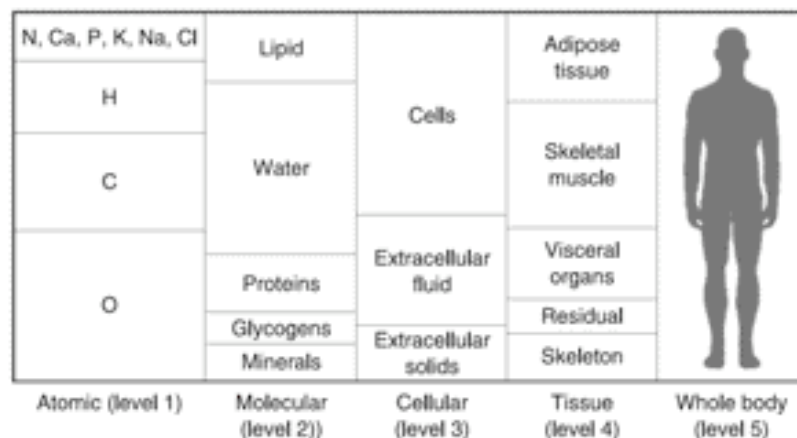 N, Ca, P, K, Na, Cl
H
C
O
Atomic (level 1)
Lipid
Water
Proteins
Glycogens
Minerals
Molecular
(level 2))
Cells
Extracellular
fluid
Extracellular
solids
Cellular
(level 3)
Adipose
tissue
Skeletal
muscle
Visceral
organs
Residual
Skeleton
Tissue
(level 4)
Whole body
(level 5)